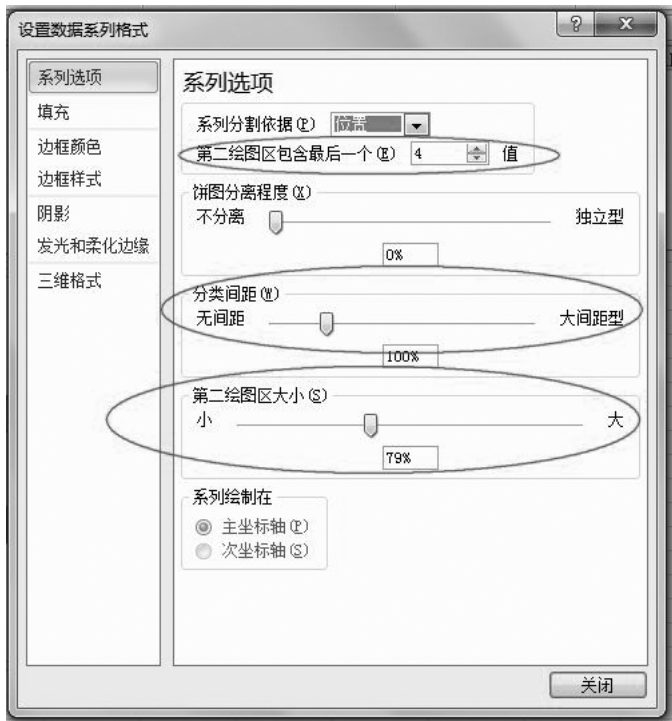 设置数据系列格式
系列选项
填充
边框颜色
边框样式
阴影
发光和柔化边缘
三维格式
系列选项
系列分割依据(P) 位置
第二绘图区包含最后一个(E) 4 值
饼图分离程度(X)
不分离 独立型
0%
分类间距(W)
无间距 大间距型
100%
第二绘图区大小(S)
小 大
79%
系列绘制在
主坐标轴(P)
次坐标轴(S)
关闭